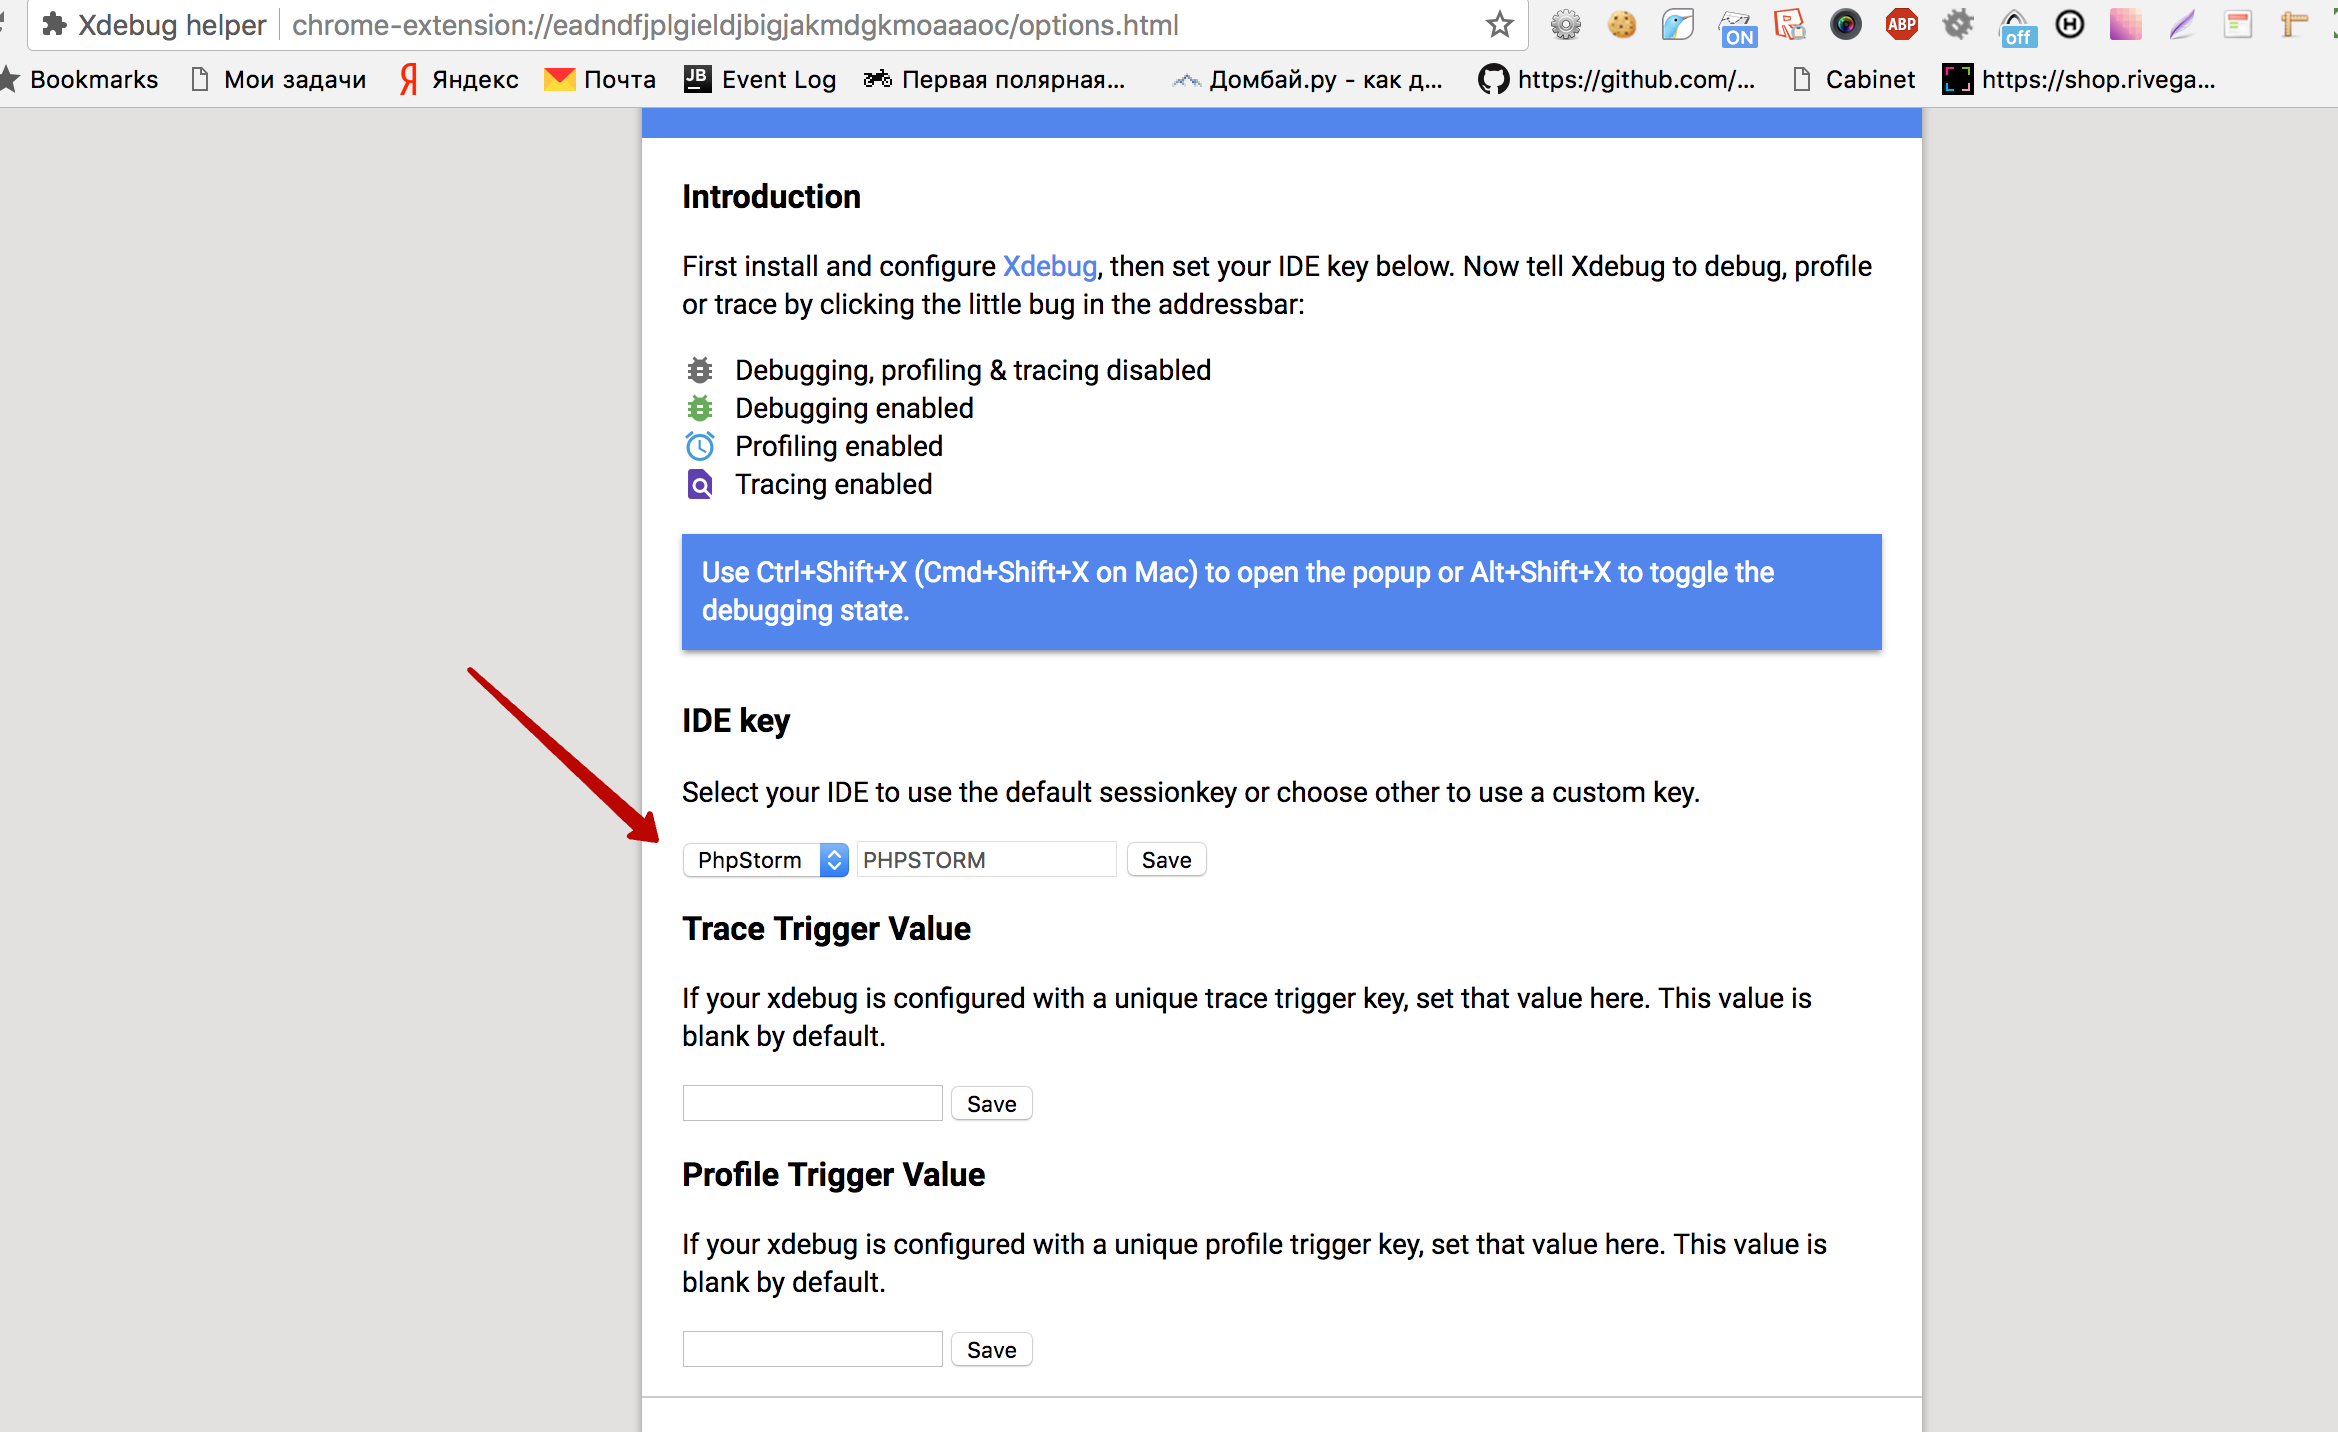 Xdebug helper chrome-extension://eadndfjplgieldjbigjakmdgkmoaaaoc/options.html
ON ABP off H
Bookmarks Мои задачи Я Яндекс Почта JB Event Log Первая полярная... Домбай.ру - как д... https://github.com/... Cabinet https://shop.rivega...
Introduction
First install and configure Xdebug, then set your IDE key below. Now tell Xdebug to debug, profile
or trace by clicking the little bug in the addressbar:
Debugging, profiling & tracing disabled
Debugging enabled
Profiling enabled
Tracing enabled
Use Ctrl+Shift+X (Cmd+Shift+X on Mac) to open the popup or Alt+Shift+X to toggle the
debugging state.
IDE key
Select your IDE to use the default sessionkey or choose other to use a custom key.
PhpStorm PHPSTORM Save
Trace Trigger Value
If your xdebug is configured with a unique trace trigger key, set that value here. This value is
blank by default.
Save
Profile Trigger Value
If your xdebug is configured with a unique profile trigger key, set that value here. This value is
blank by default.
Save